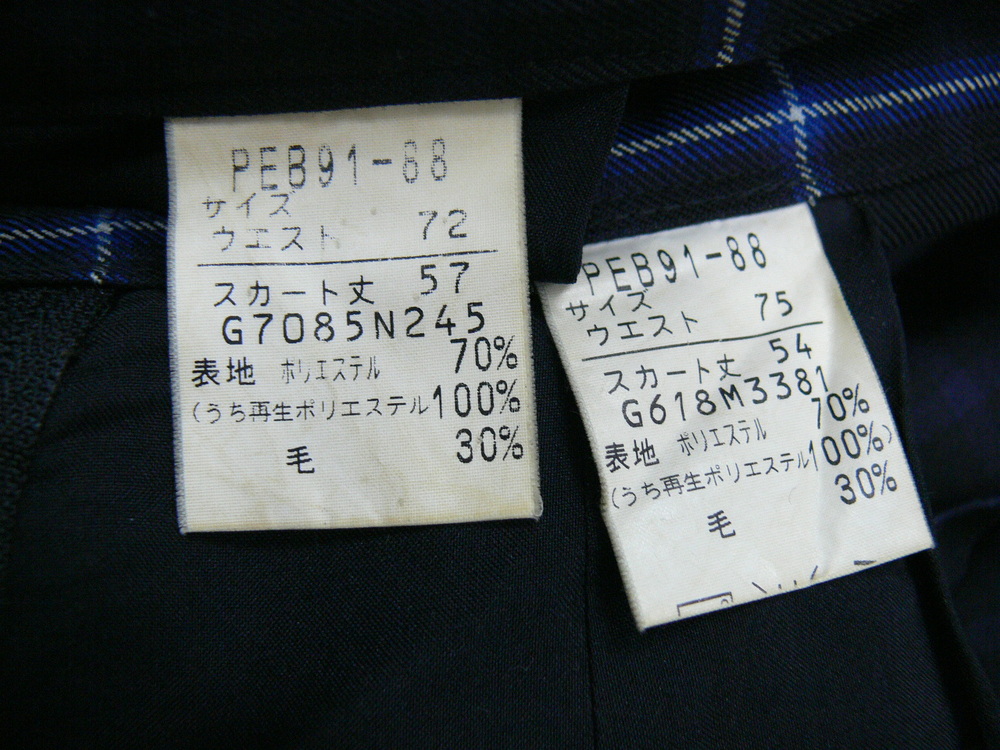 PEB91-88
サイズ
ウエスト 72
スカート丈 57
G7085N245
表地 ポリエステル 70%
(うち再生ポリエステル100%
毛 30%
PEB91-88
サイズ
ウエスト 75
スカート丈 54
G618M3381
表地 ポリエステル 70%
(うち再生ポリエステル100%)
毛 30%